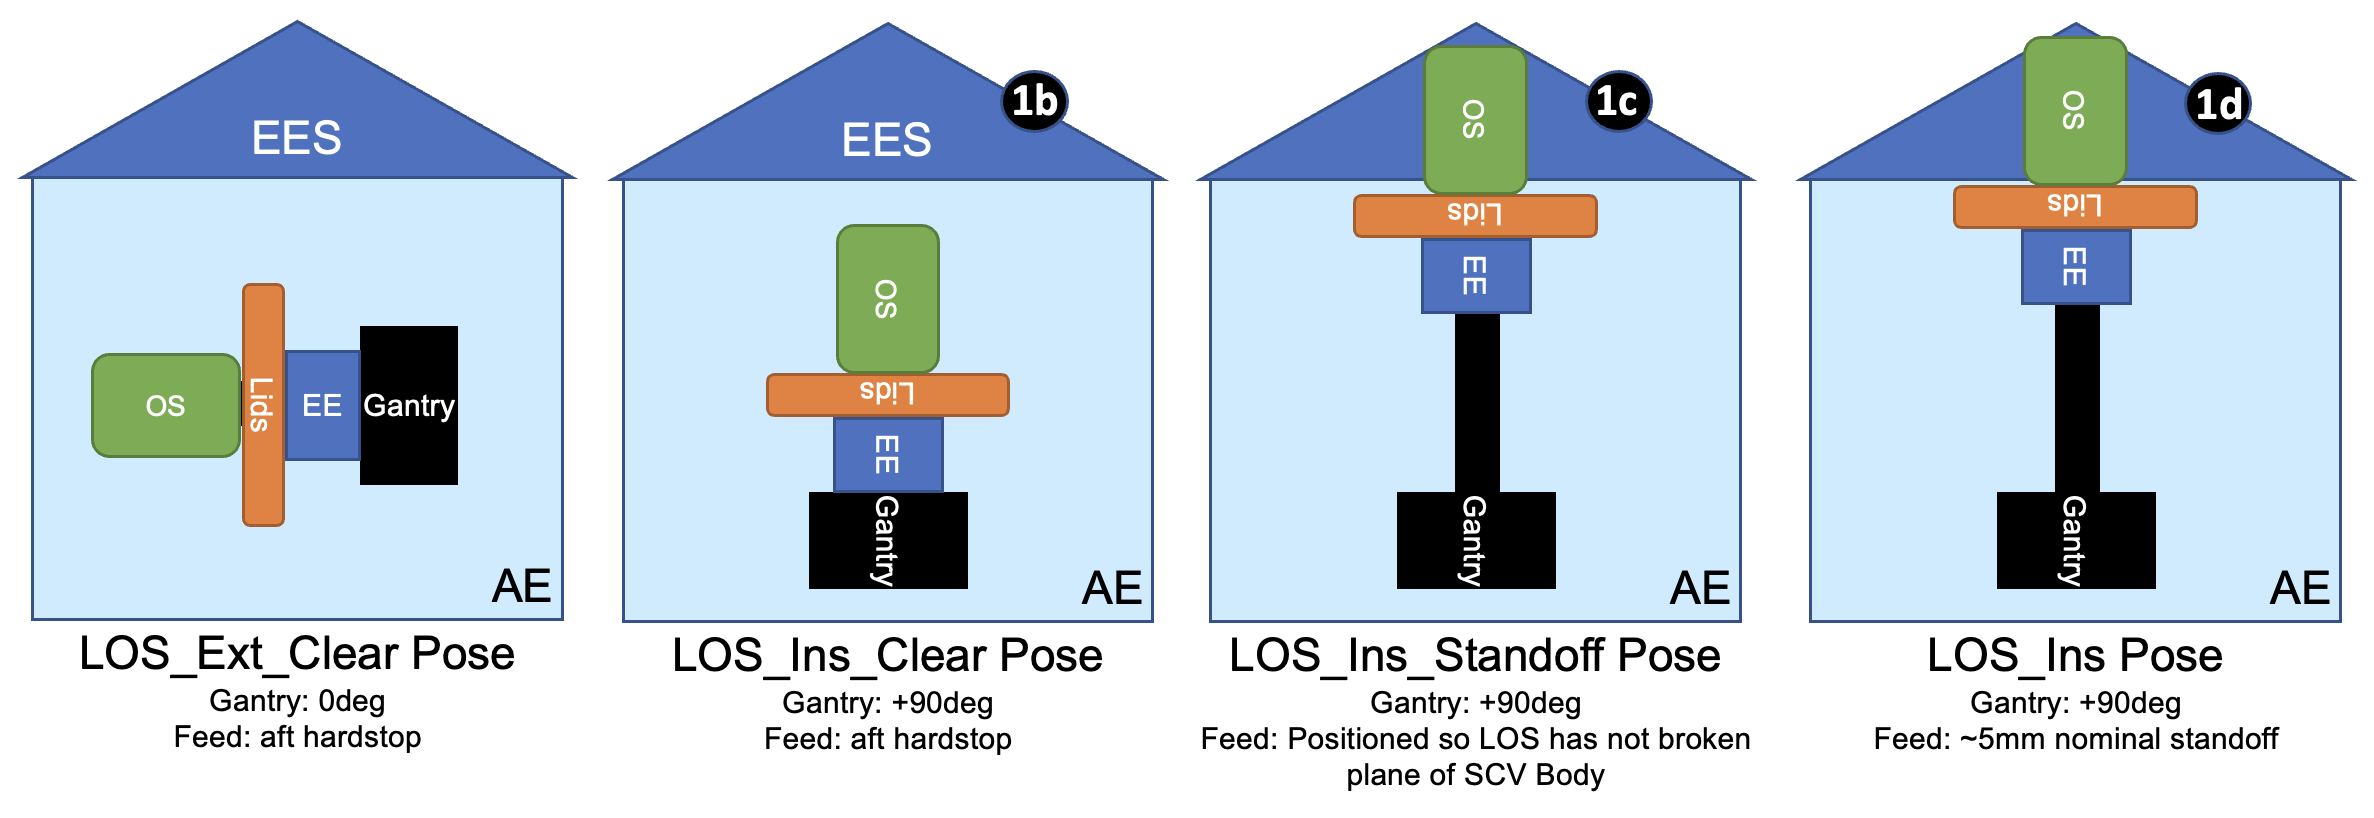 EES
OS
Lids
EE
Gantry
AE
LOS_Ext_Clear Pose
Gantry: 0deg
Feed: aft hardstop
1b
EES
OS
Lids
EE
Gantry
AE
LOS_Ins_Clear Pose
Gantry: +90deg
Feed: aft hardstop
1c
OS
Lids
EE
Gantry
AE
LOS_Ins_Standoff Pose
Gantry: +90deg
Feed: Positioned so LOS has not broken
plane of SCV Body
1d
OS
Lids
EE
Gantry
AE
LOS_Ins Pose
Gantry: +90deg
Feed: ~5mm nominal standoff